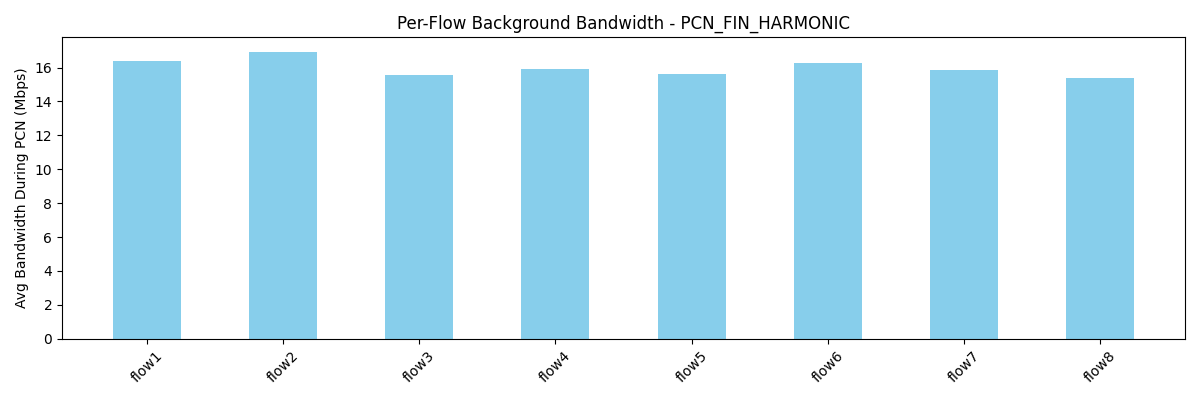 Per-Flow Background Bandwidth - PCN_FIN_HARMONIC
Avg Bandwidth During PCN (Mbps)
16
14
12
10
8
6
4
2
0
flow1
flow2
flow3
flow4
flow5
flow6
flow7
flow8